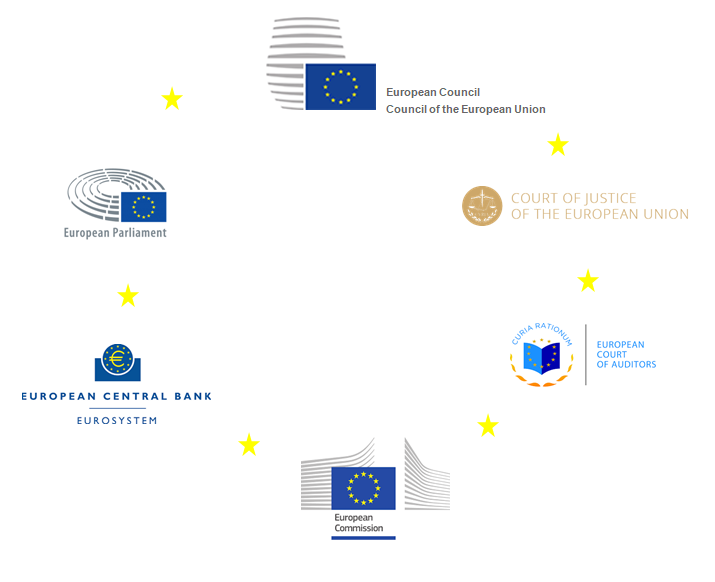 European Council
Council of the European Union
European Parliament
COURT OF JUSTICE
OF THE EUROPEAN UNION
EUROPEAN CENTRAL BANK
EUROSYSTEM
CURIA RATIONUM
EUROPEAN
COURT
OF AUDITORS
European
Commission